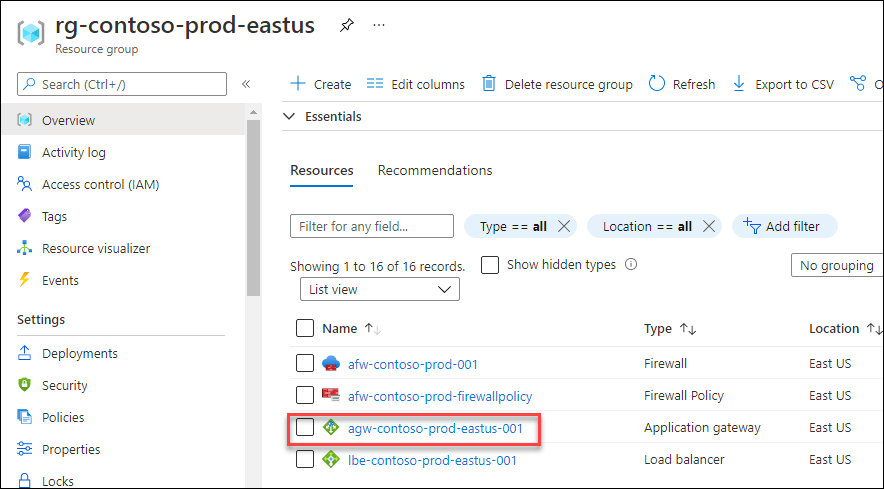 rg-contoso-prod-eastus
Resource group
Search (Ctrl+/)
«
Create
Edit columns
Delete resource group
Refresh
Export to CSV
Essentials
Overview
Activity log
Access control (IAM)
Tags
Resource visualizer
Events
Settings
Deployments
Security
Policies
Properties
Locks
Resources Recommendations
Filter for any field...
Type == all
Location == all
Add filter
Showing 1 to 16 of 16 records.
Show hidden types
No grouping
List view
Name Type Location
afw-contoso-prod-001 Firewall East US
afw-contoso-prod-firewallpolicy Firewall Policy East US
agw-contoso-prod-eastus-001 Application gateway East US
lbe-contoso-prod-eastus-001 Load balancer East US